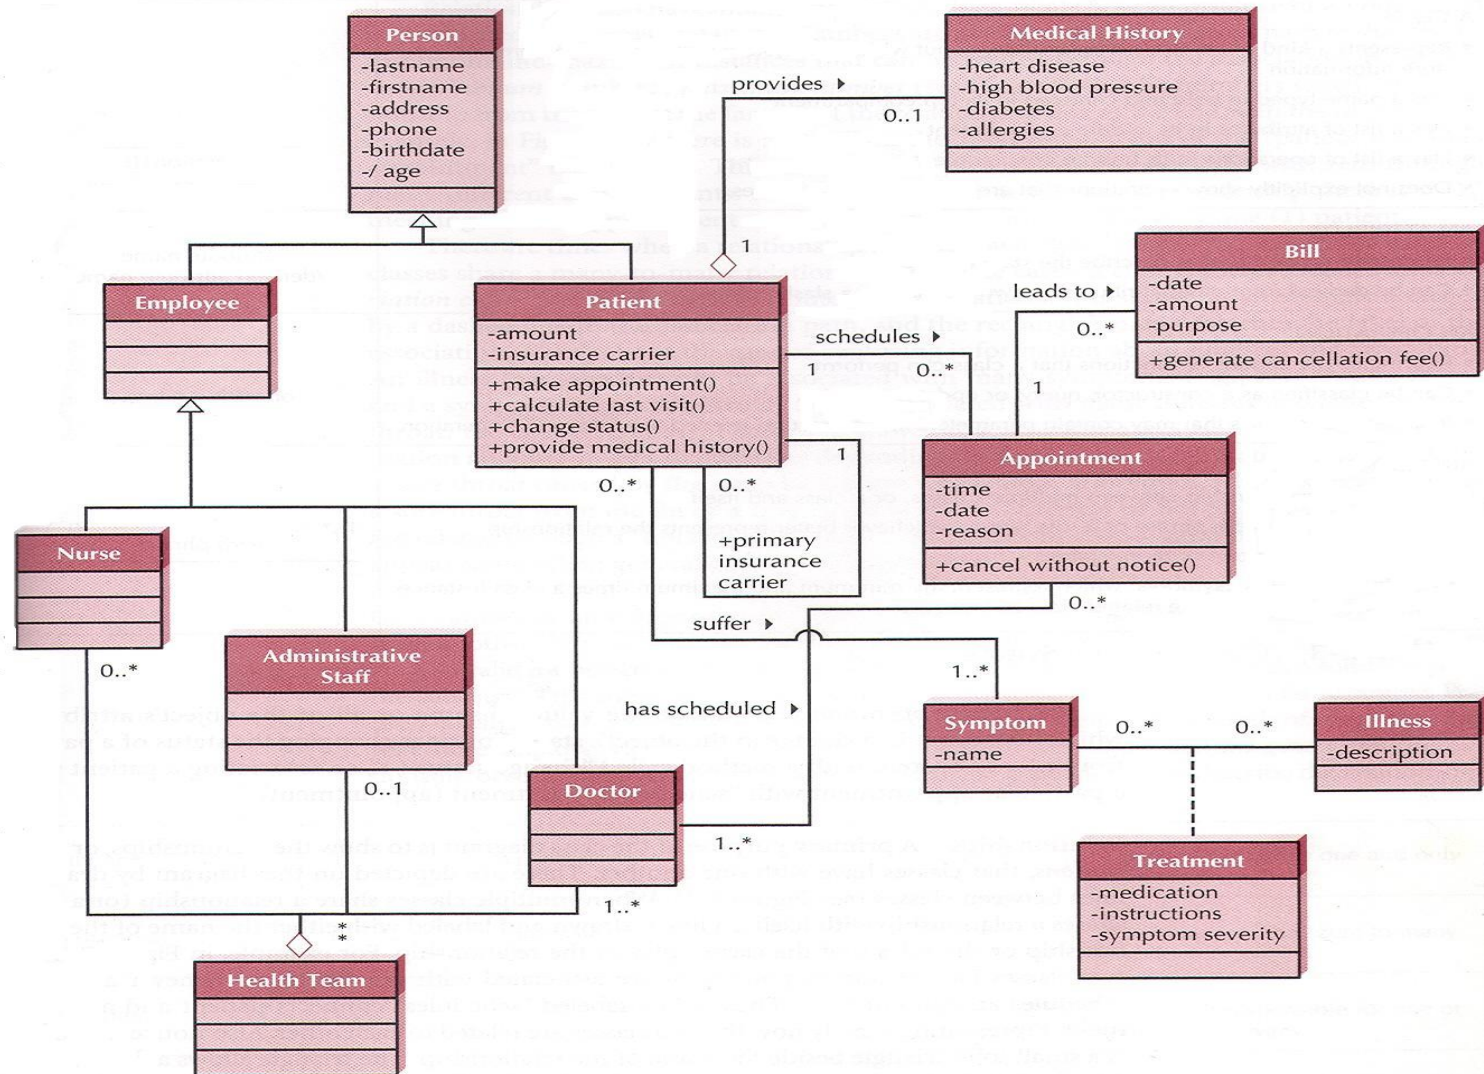 Person
-lastname
-firstname
-address
-phone
-birthdate
-/ age
Medical History
-heart disease
-high blood pressure
-diabetes
-allergies
provides
0..1
1
Employee
Patient
-amount
-insurance carrier
+make appointment()
+calculate last visit()
+change status()
+provide medical history()
Bill
-date
-amount
-purpose
+generate cancellation fee()
leads to
0..*
1
schedules
1
0..*
1
0..*
0..*
+primary
insurance
carrier
Appointment
-time
-date
-reason
+cancel without notice()
0..*
suffer
1..*
Nurse
0..*
Administrative
Staff
0..1
has scheduled
Doctor
1..*
1..*
Symptom
-name
0..*
0..*
Illness
-description
Treatment
-medication
-instructions
-symptom severity
*
*
Health Team